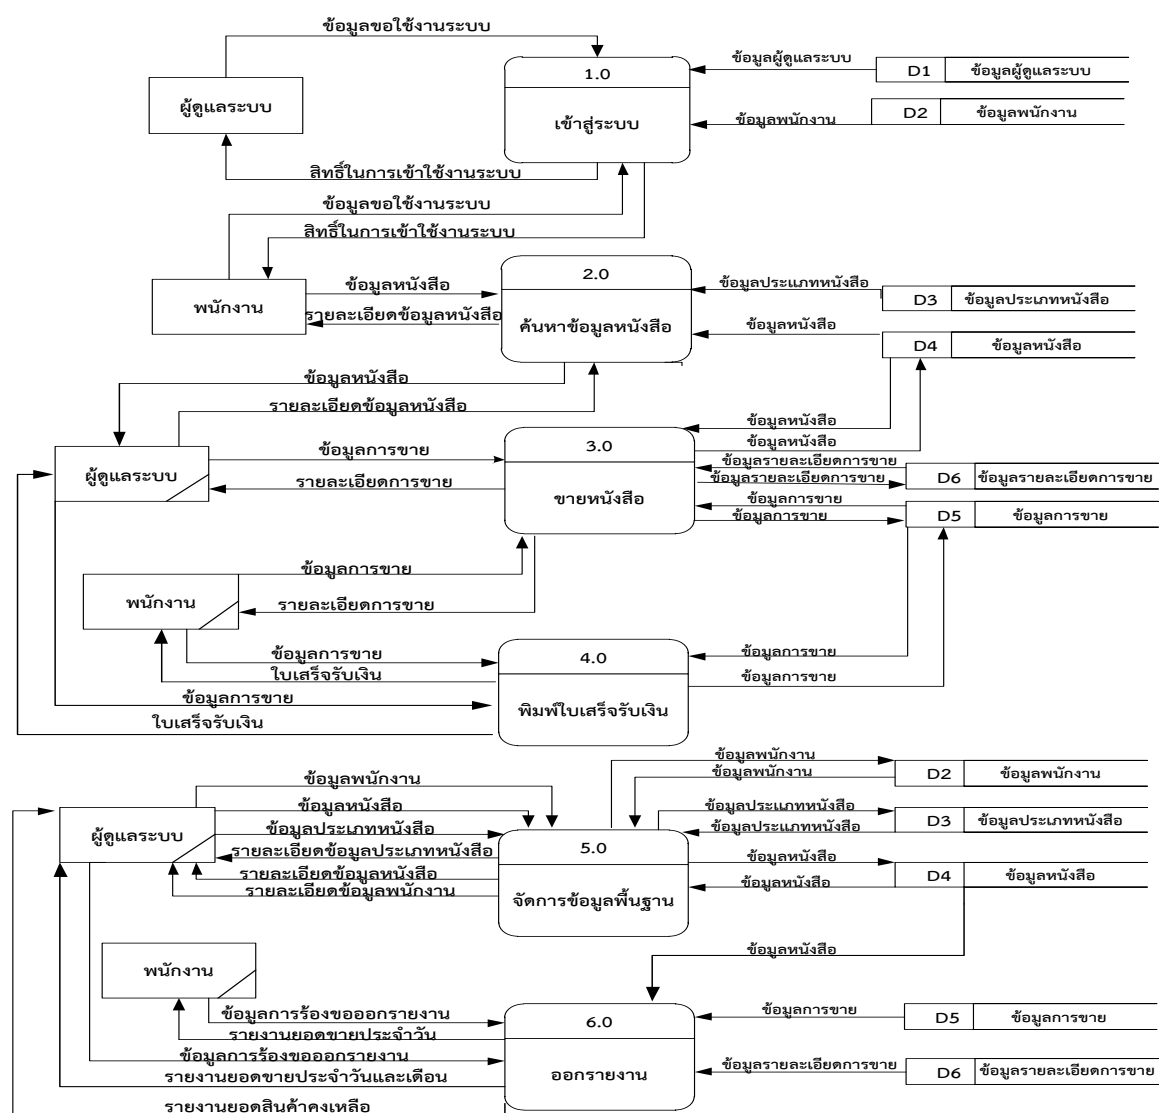 ข้อมูลขอใช้งานระบบ
1.0
ข้อมูลผู้ดูแลระบบ
D1
ข้อมูลผู้ดูแลระบบ
ผู้ดูแลระบบ
เข้าสู่ระบบ
ข้อมูลพนักงาน
D2
ข้อมูลพนักงาน
สิทธิ์ในการเข้าใช้งานระบบ
ข้อมูลขอใช้งานระบบ
สิทธิ์ในการเข้าใช้งานระบบ
พนักงาน
ข้อมูลหนังสือ
รายละเอียดข้อมูลหนังสือ
2.0
ค้นหาข้อมูลหนังสือ
ข้อมูลประแภทหนังสือ
D3
ข้อมูลประเภทหนังสือ
ข้อมูลหนังสือ
D4
ข้อมูลหนังสือ
ข้อมูลหนังสือ
รายละเอียดข้อมูลหนังสือ
ข้อมูลหนังสือ
ข้อมูลหนังสือ
ผู้ดูแลระบบ
ข้อมูลการขาย
รายละเอียดการขาย
3.0
ขายหนังสือ
ข้อมูลรายละเอียดการขาย
ข้อมูลรายละเอียดการขาย
D6
ข้อมูลรายละเอียดการขาย
ข้อมูลการขาย
ข้อมูลการขาย
D5
ข้อมูลการขาย
พนักงาน
ข้อมูลการขาย
รายละเอียดการขาย
ข้อมูลการขาย
ใบเสร็จรับเงิน
ข้อมูลการขาย
ใบเสร็จรับเงิน
4.0
พิมพ์ใบเสร็จรับเงิน
ข้อมูลการขาย
ข้อมูลการขาย
ข้อมูลพนักงาน
ข้อมูลพนักงาน
D2
ข้อมูลพนักงาน
ข้อมูลพนักงาน
ข้อมูลหนังสือ
ข้อมูลประเภทหนังสือ
รายละเอียดข้อมูลประเภทหนังสือ
รายละเอียดข้อมูลหนังสือ
รายละเอียดข้อมูลพนักงาน
ผู้ดูแลระบบ
5.0
จัดการข้อมูลพื้นฐาน
ข้อมูลประแภทหนังสือ
ข้อมูลประแภทหนังสือ
D3
ข้อมูลประเภทหนังสือ
ข้อมูลหนังสือ
ข้อมูลหนังสือ
D4
ข้อมูลหนังสือ
ข้อมูลหนังสือ
พนักงาน
ข้อมูลการร้องขอออกรายงาน
รายงานยอดขายประจำวัน
ข้อมูลการร้องขอออกรายงาน
รายงานยอดขายประจำวันและเดือน
รายงานยอดสินค้าคงเหลือ
6.0
ออกรายงาน
ข้อมูลการขาย
D5
ข้อมูลการขาย
ข้อมูลรายละเอียดการขาย
D6
ข้อมูลรายละเอียดการขาย